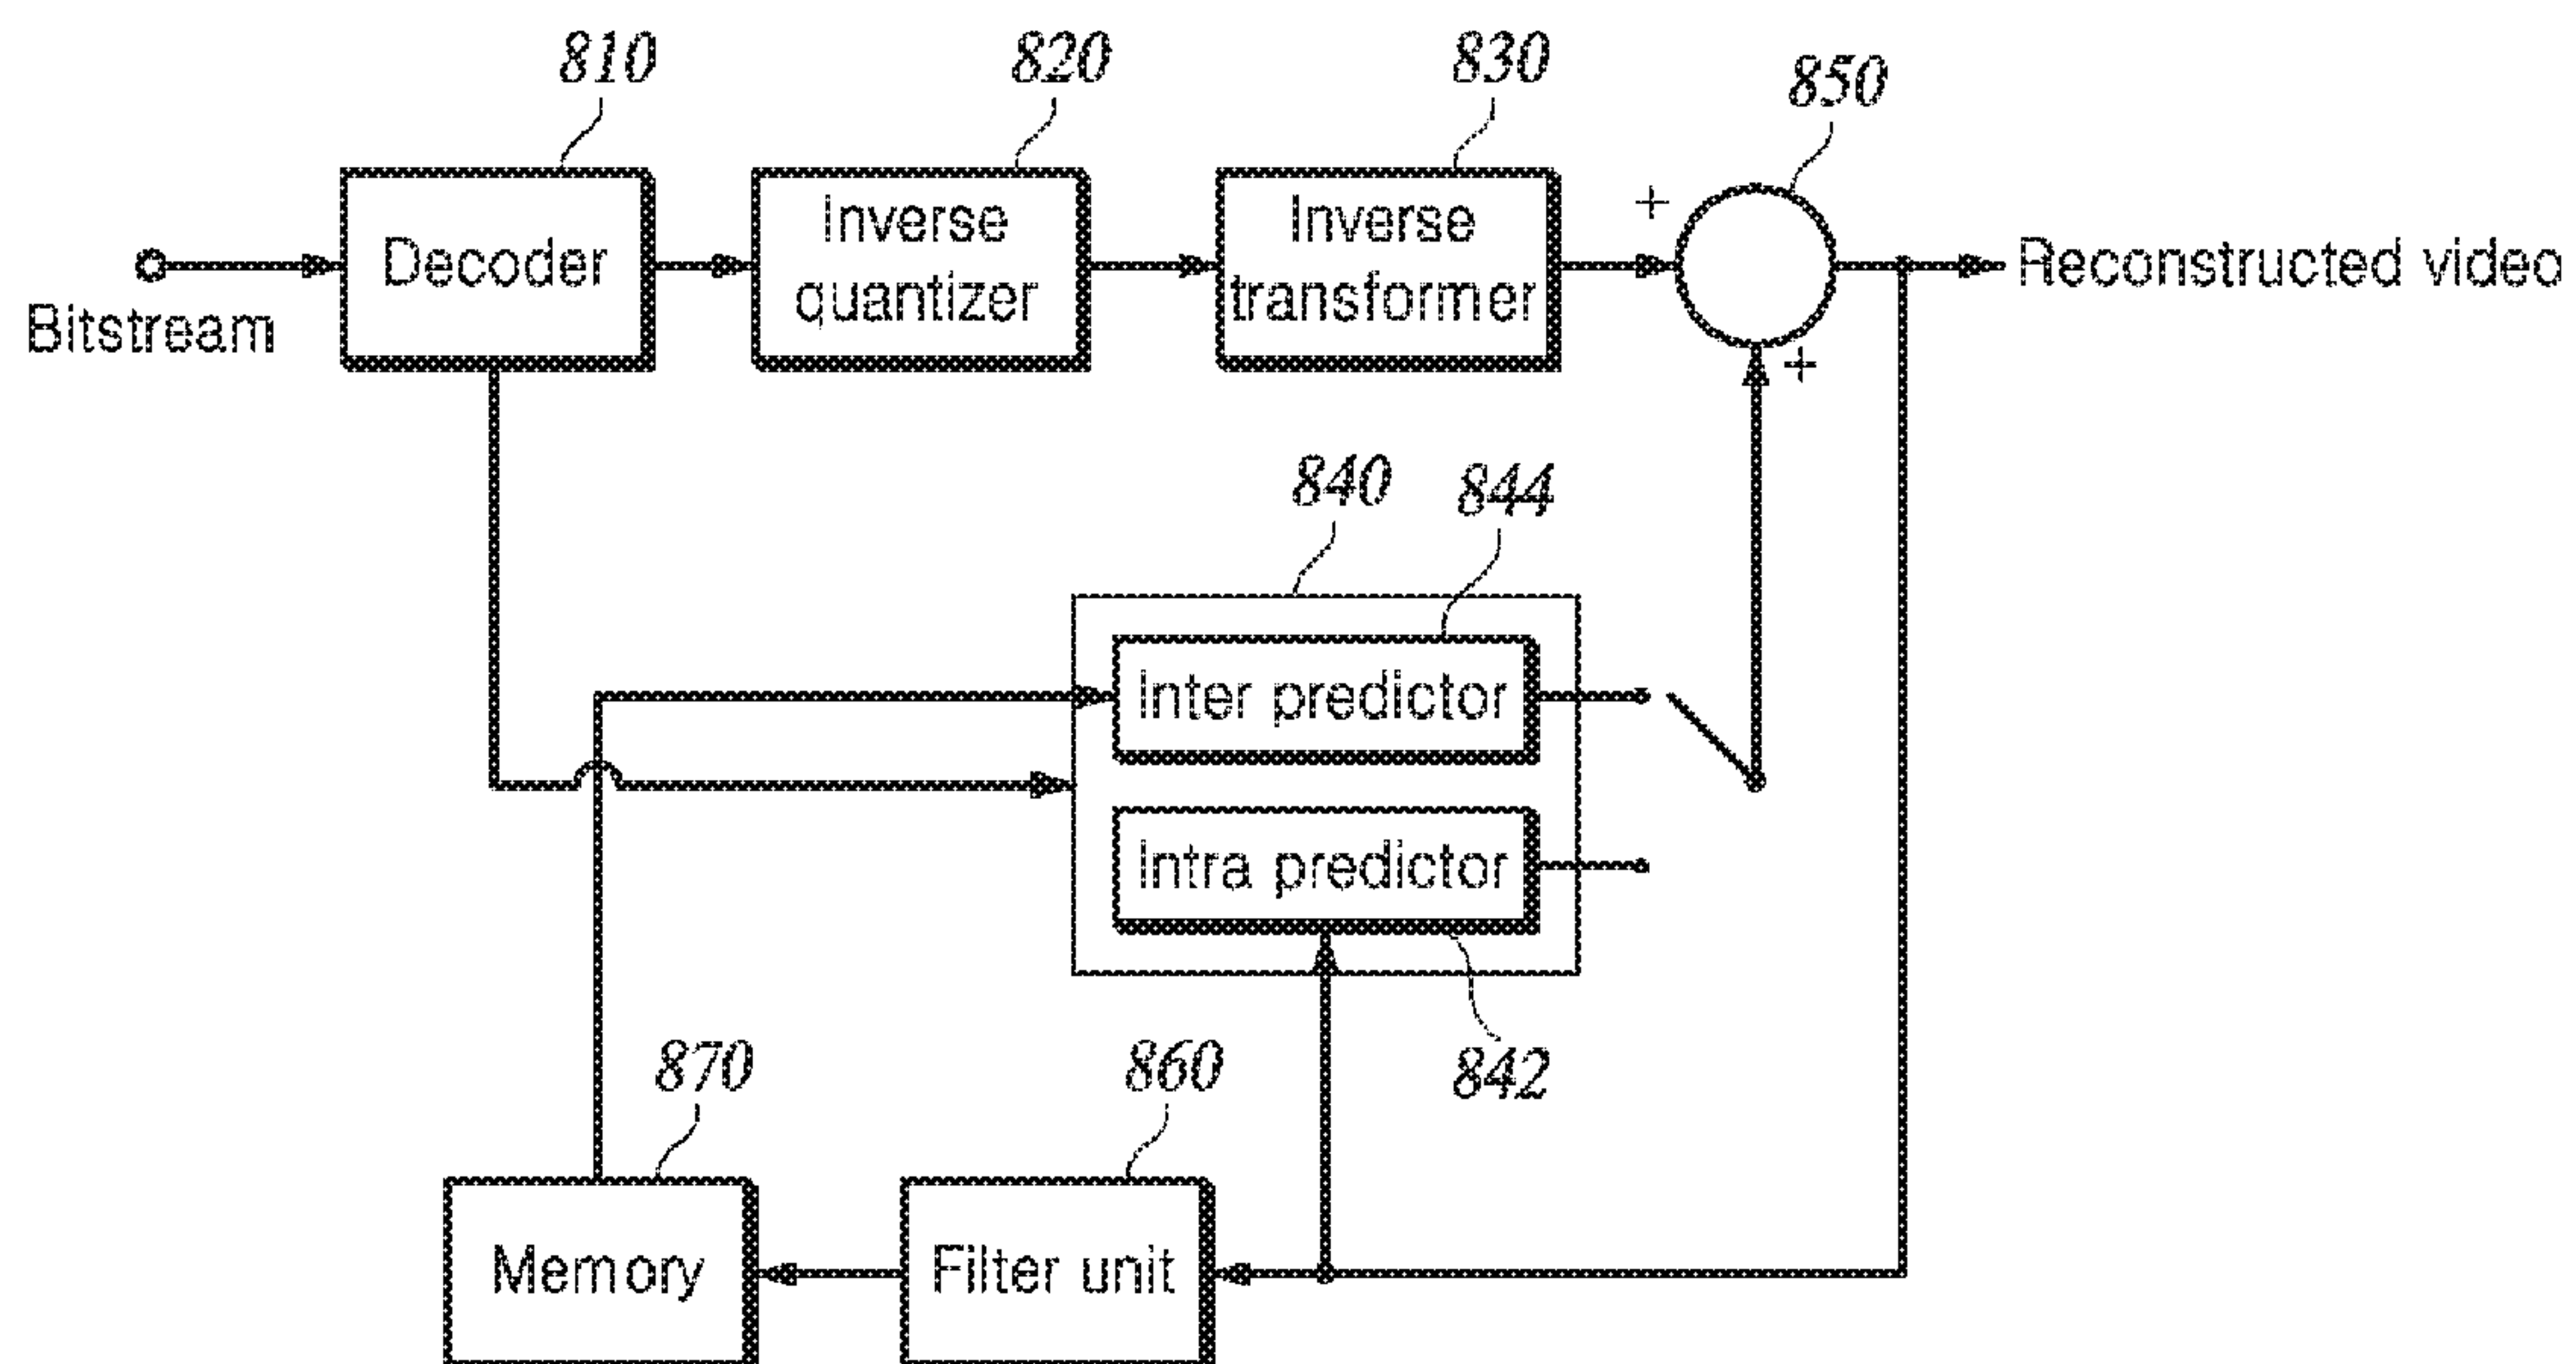 810
820
830
850
Decoder
Inverse
quantizer
Inverse
transformer
+
Reconstructed video
Bitstream
+
840
844
Inter predictor
Intra predictor
842
870
860
Memory
Filter unit